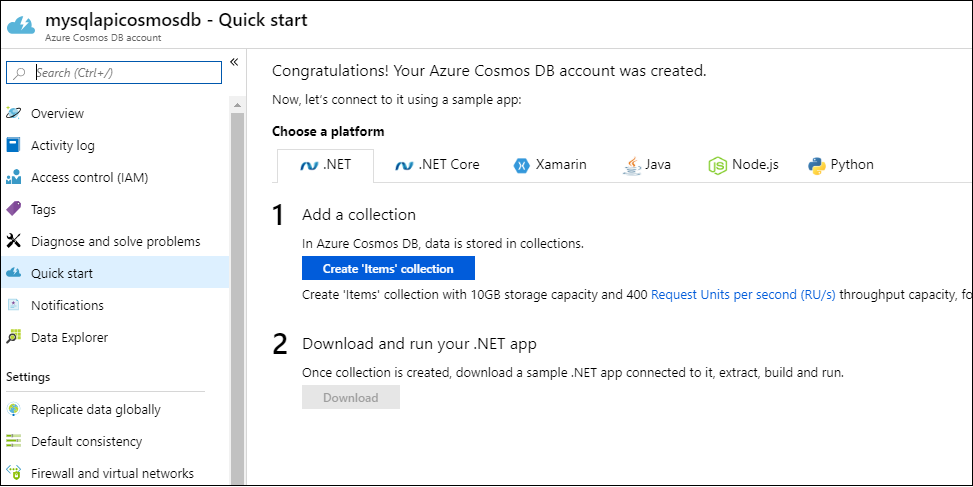 mysqlapicosmosdb - Quick start
Azure Cosmos DB account
Search (Ctrl+/)
«
Overview
Activity log
Access control (IAM)
Tags
Diagnose and solve problems
Quick start
Notifications
Data Explorer
Settings
Replicate data globally
Default consistency
Firewall and virtual networks
Congratulations! Your Azure Cosmos DB account was created.
Now, let's connect to it using a sample app:
Choose a platform
.NET
.NET Core
Xamarin
Java
Node.js
Python
1 Add a collection
In Azure Cosmos DB, data is stored in collections.
Create 'Items' collection
Create 'Items' collection with 10GB storage capacity and 400 Request Units per second (RU/s) throughput capacity, fo
2 Download and run your .NET app
Once collection is created, download a sample .NET app connected to it, extract, build and run.
Download